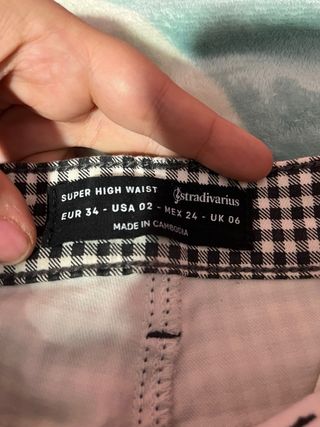 SUPER HIGH WAIST stradivarius
EUR 34 - USA 02 - MEX 24 - UK 06
MADE IN CAMBODIA